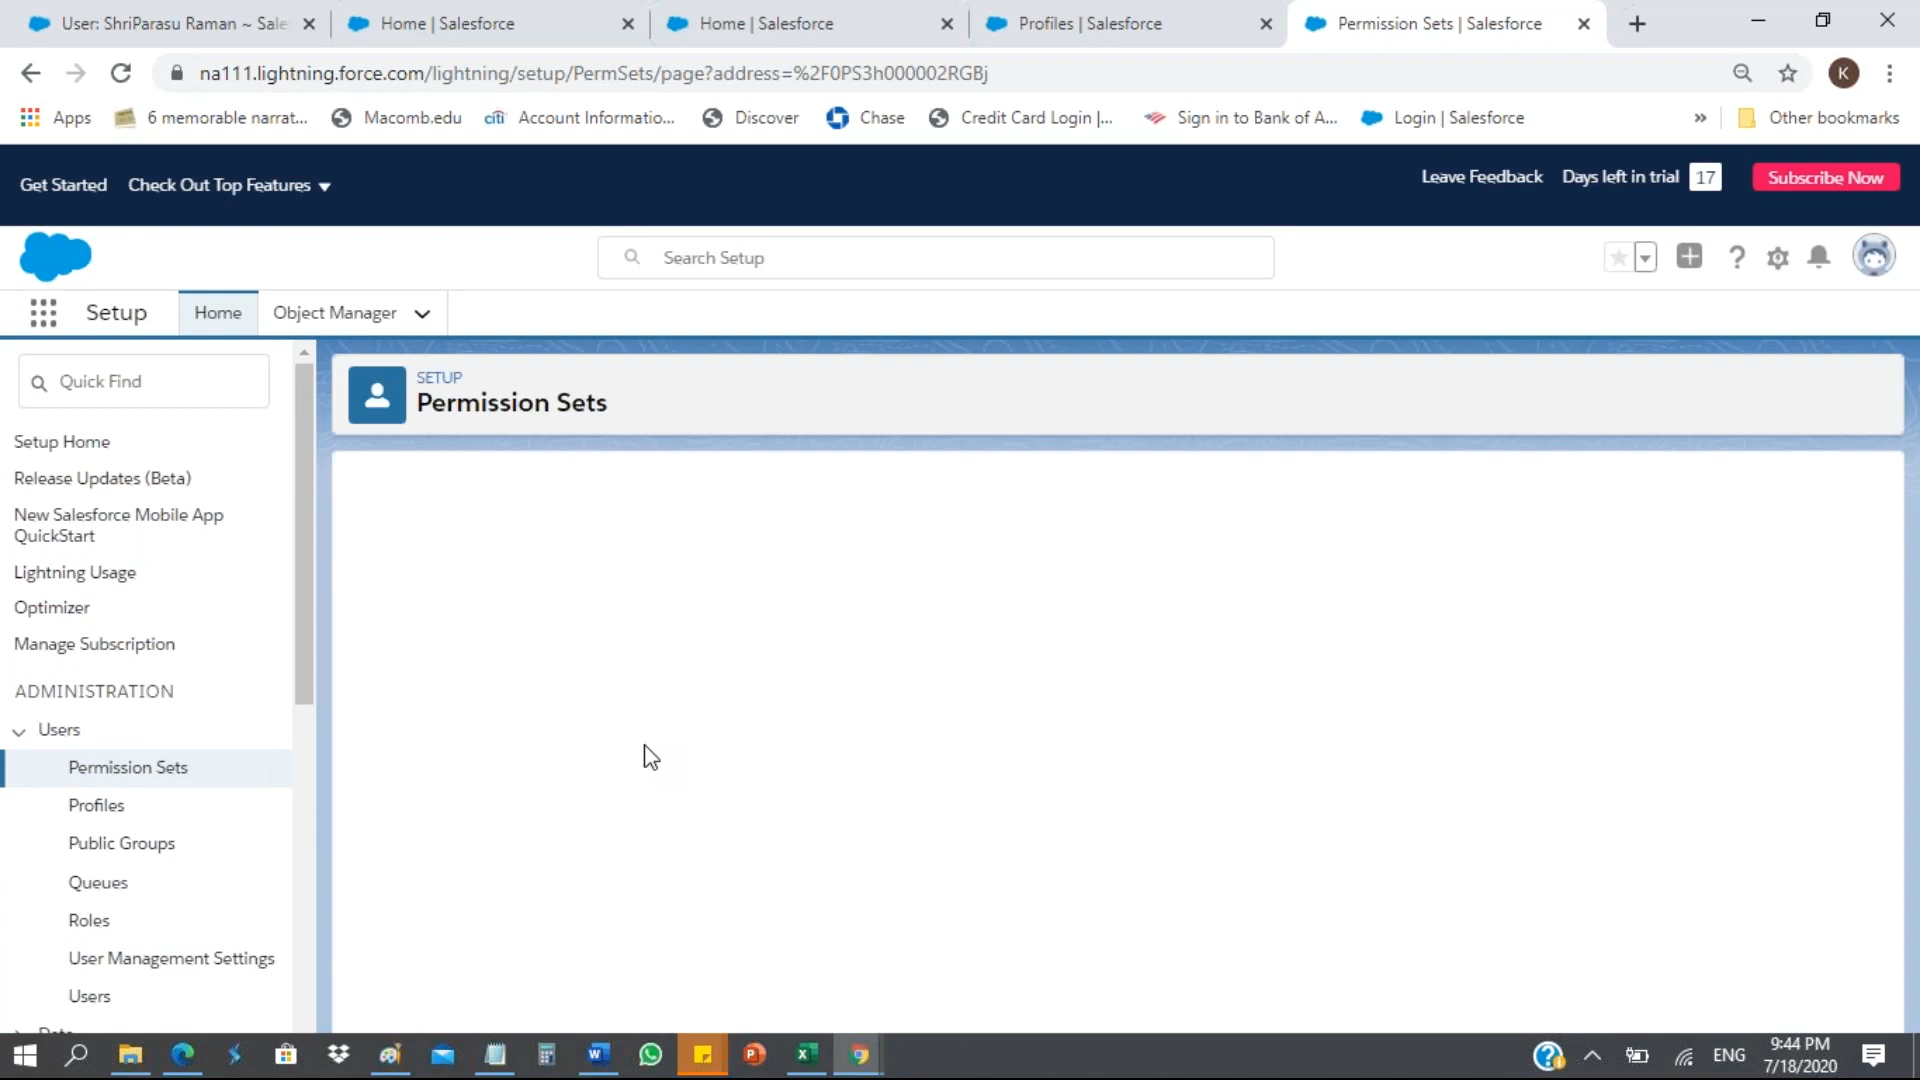 User: ShriParasu Raman ~ Sale
Home | Salesforce
Home | Salesforce
Profiles | Salesforce
Permission Sets | Salesforce
na111.lightning.force.com/lightning/setup/PermSets/page?address=%2F0PS3h000002RGBj
K
Apps
6 memorable narrat...
Macomb.edu
citi
Account Informatio...
Discover
Chase
Credit Card Login |...
Sign in to Bank of A...
Login | Salesforce
»
Other bookmarks
Get Started
Check Out Top Features
Leave Feedback
Days left in trial
17
Subscribe Now
Search Setup
Setup
Home
Object Manager
Quick Find
SETUP
Permission Sets
Setup Home
Release Updates (Beta)
New Salesforce Mobile App
QuickStart
Lightning Usage
Optimizer
Manage Subscription
ADMINISTRATION
Users
Permission Sets
Profiles
Public Groups
Queues
Roles
User Management Settings
Users
ENG
9:44 PM
7/18/2020